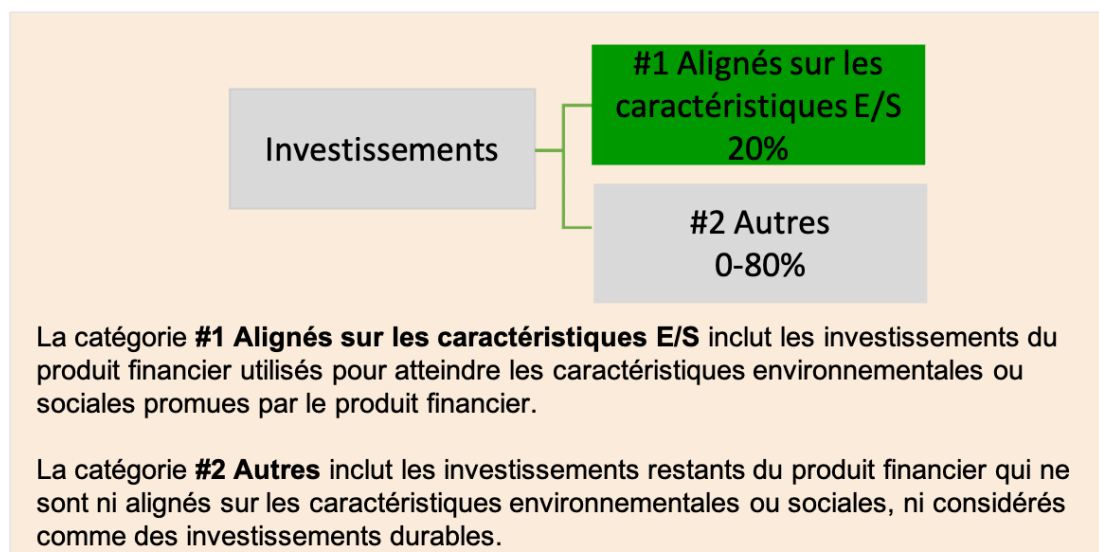 #1 Alignés sur les
caractéristiques E/S
20%
Investissements
#2 Autres
0-80%
La catégorie #1 Alignés sur les caractéristiques E/S inclut les investissements du
produit financier utilisés pour atteindre les caractéristiques environnementales ou
sociales promues par le produit financier.
La catégorie #2 Autres inclut les investissements restants du produit financier qui ne
sont ni alignés sur les caractéristiques environnementales ou sociales, ni considérés
comme des investissements durables.